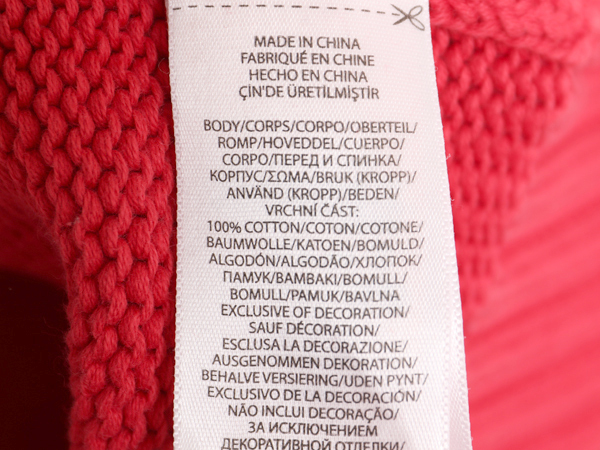 MADE IN CHINA
FABRIQUÉ EN CHINE
HECHO EN CHINA
ÇİN'DE ÜRETİLMİŞTİR
BODY/CORPS/CORPO/OBERTEIL/
ROMP/HOVEDDEL/CUERPO/
CORPO/ПЕРЕД И СПИНКА/
КОРПУС/ΣΩΜΑ/BRUK (KROPP)/
ANVÄND (KROPP)/BEDEN/
VRCHNÍ ČÁST:
100% COTTON/COTON/COTONE/
BAUMWOLLE/KATOEN/BOMULD/
ALGODÓN/ALGODÃO/ХЛОПОК/
ПАМУК/ΒΑΜΒΑΚΙ/BOMULL/
BOMULL/PAMUK/BAVLNA
EXCLUSIVE OF DECORATION/
SAUF DÉCORATION/
ESCLUSA LA DECORAZIONE/
AUSGENOMMEN DEKORATION/
BEHALVE VERSIERING/UDEN PYNT/
EXCLUSIVO DE LA DECORACIÓN/
NÃO INCLUI DECORAÇÃO/
ЗА ИСКЛЮЧЕНИЕМ
ДЕКОРАТИВНОЙ ОТДЕЛКИ/